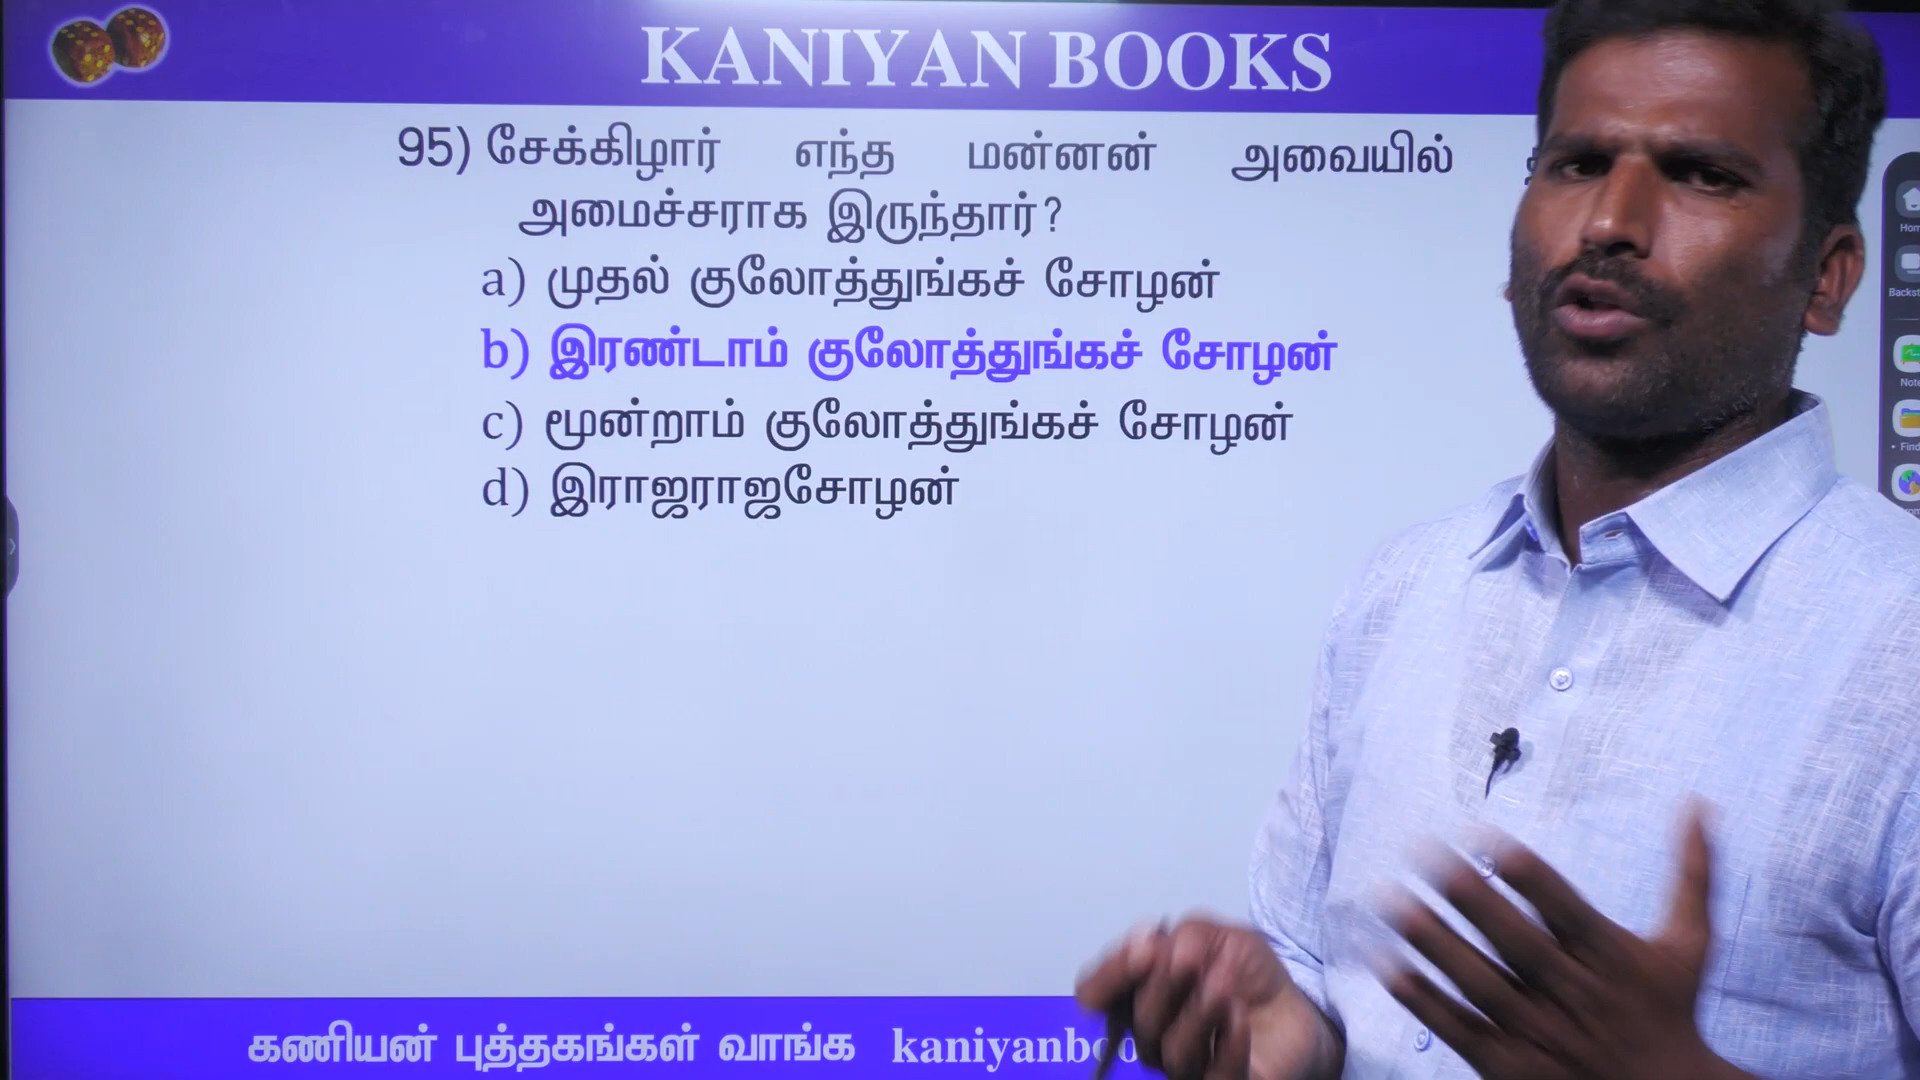 KANIYAN BOOKS
95) சேக்கிழார் எந்த மன்னன் அவையில்
அமைச்சராக இருந்தார்?
a) முதல் குலோத்துங்கச் சோழன்
b) இரண்டாம் குலோத்துங்கச் சோழன்
c) மூன்றாம் குலோத்துங்கச் சோழன்
d) இராஜராஜசோழன்
கணியன் புத்தகங்கள் வாங்க